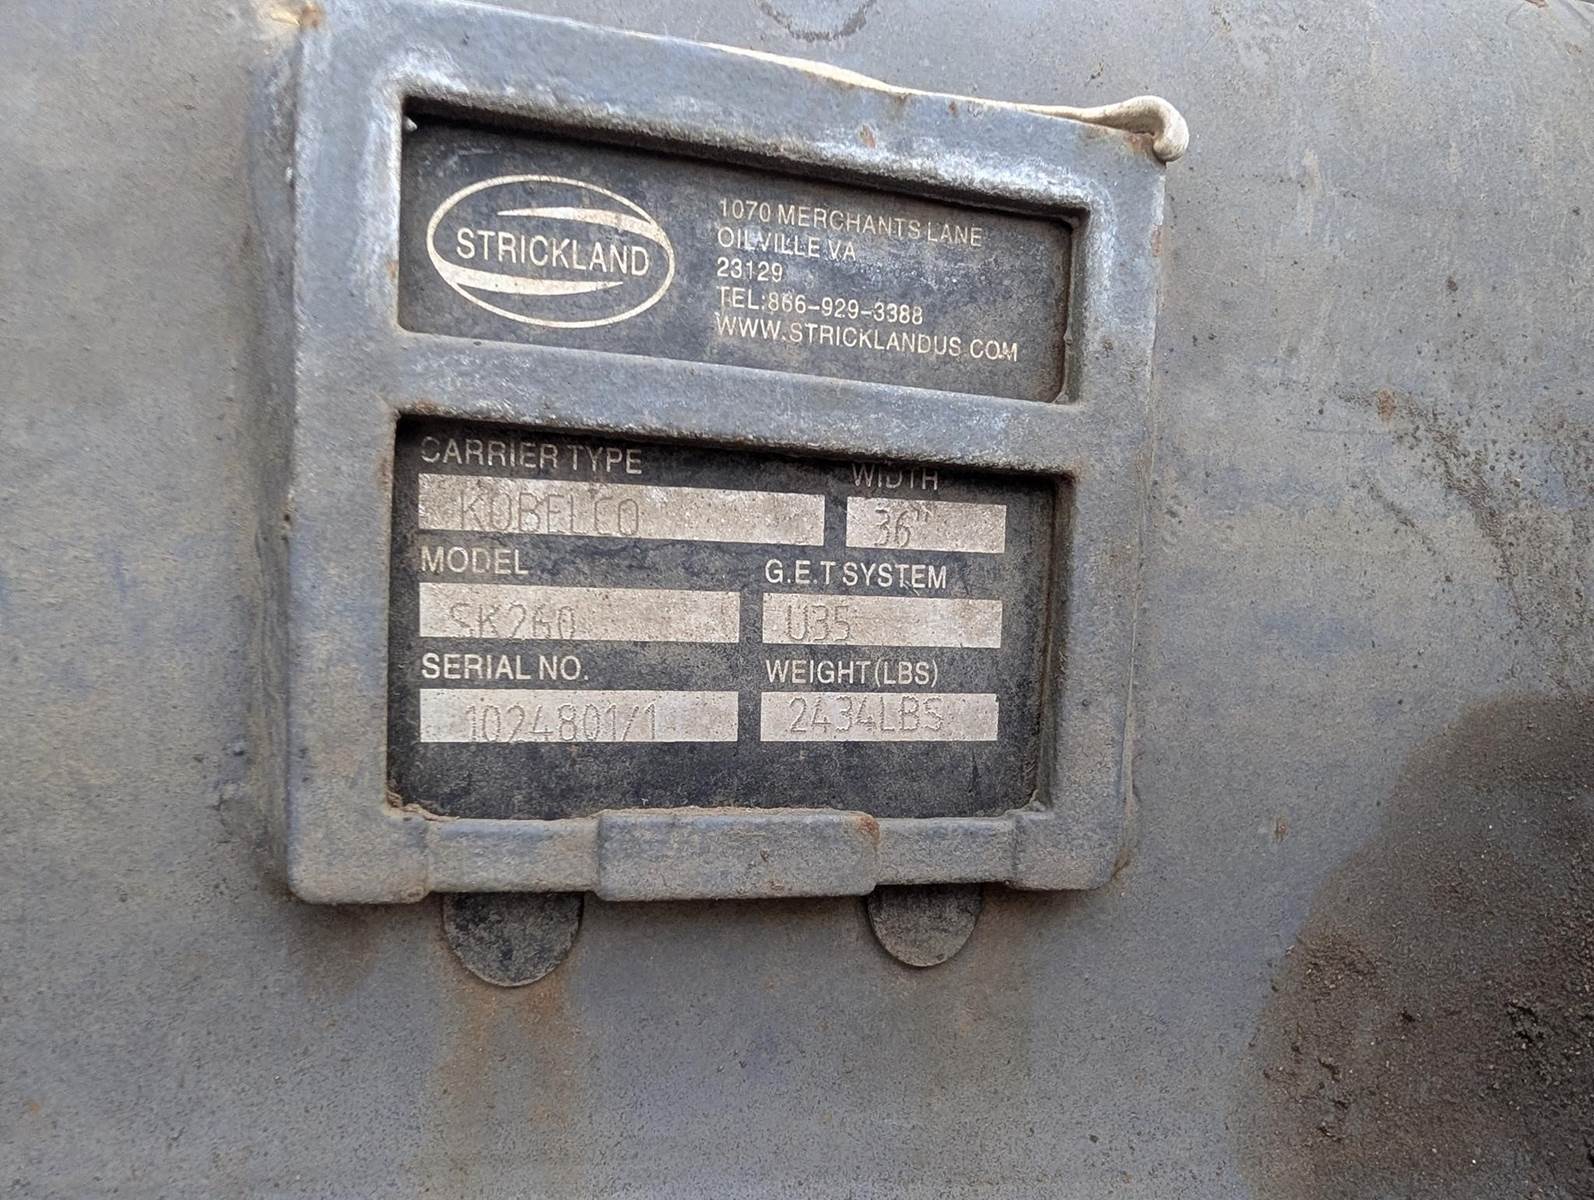 STRICKLAND
1070 MERCHANTS LANE
OILVILLE VA
23129
TEL:866-929-3388
WWW.STRICKLANDUS.COM
CARRIER TYPE
WIDTH
KOBELCO
36"
MODEL
G.E.T SYSTEM
SK260
U35
SERIAL NO.
WEIGHT(LBS)
1024801/1
2434LBS